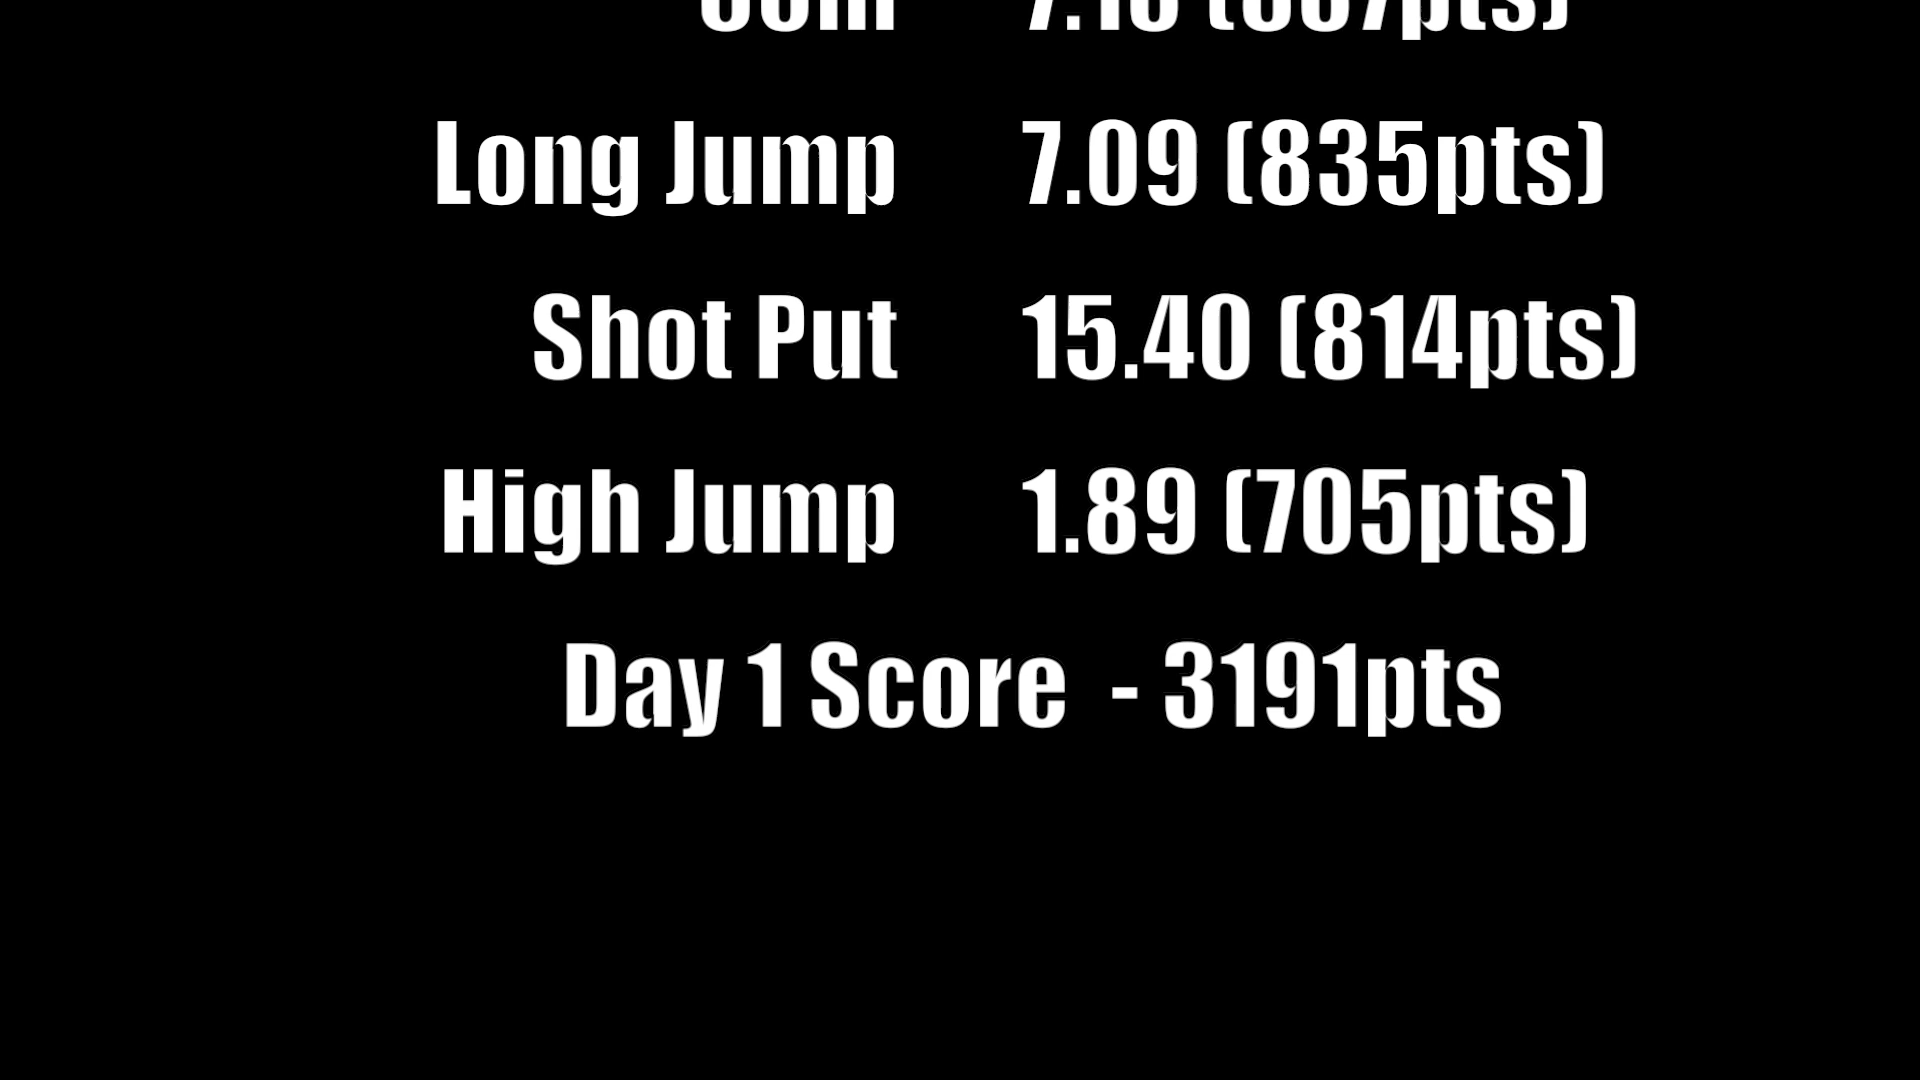 Long Jump 7.09 (835pts)
Shot Put 15.40 (814pts)
High Jump 1.89 (705pts)
Day 1 Score - 3191pts